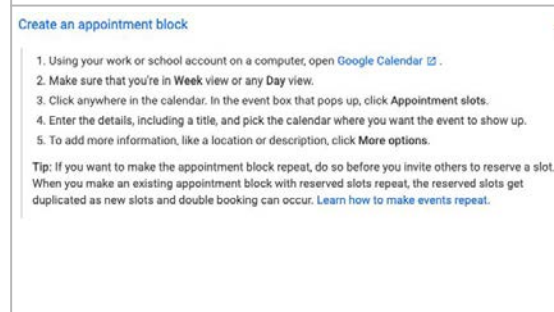 Create an appointment block
1. Using your work or school account on a computer, open Google Calendar.
2. Make sure that you're in Week view or any Day view.
3. Click anywhere in the calendar. In the event box that pops up, click Appointment slots.
4. Enter the details, including a title, and pick the calendar where you want the event to show up.
5. To add more information, like a location or description, click More options.
Tip: If you want to make the appointment block repeat, do so before you invite others to reserve a slot.
When you make an existing appointment block with reserved slots repeat, the reserved slots get
duplicated as new slots and double booking can occur. Learn how to make events repeat.